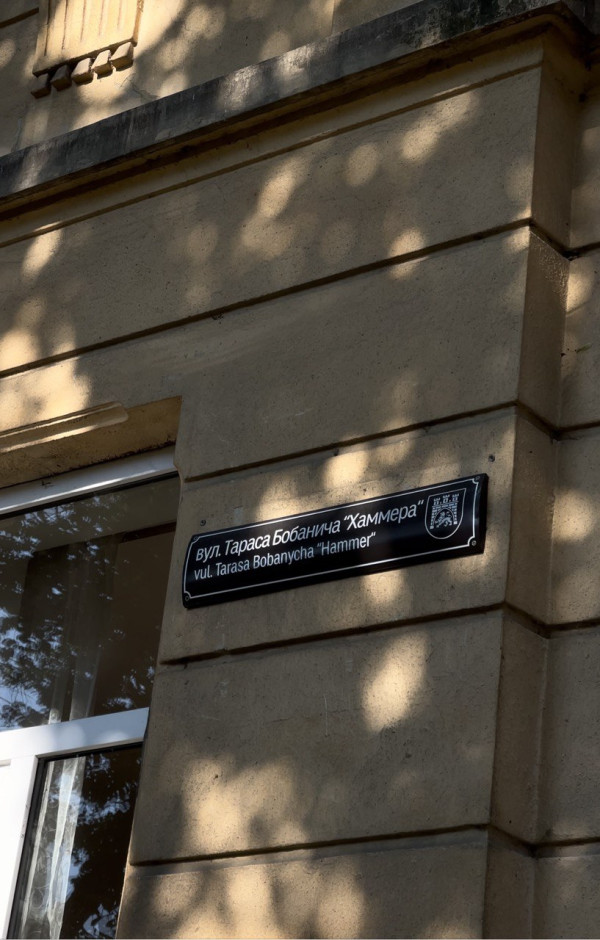 вул. Тараса Бобанича “Хаммера“
vul. Tarasa Bobanycha “Hammer“